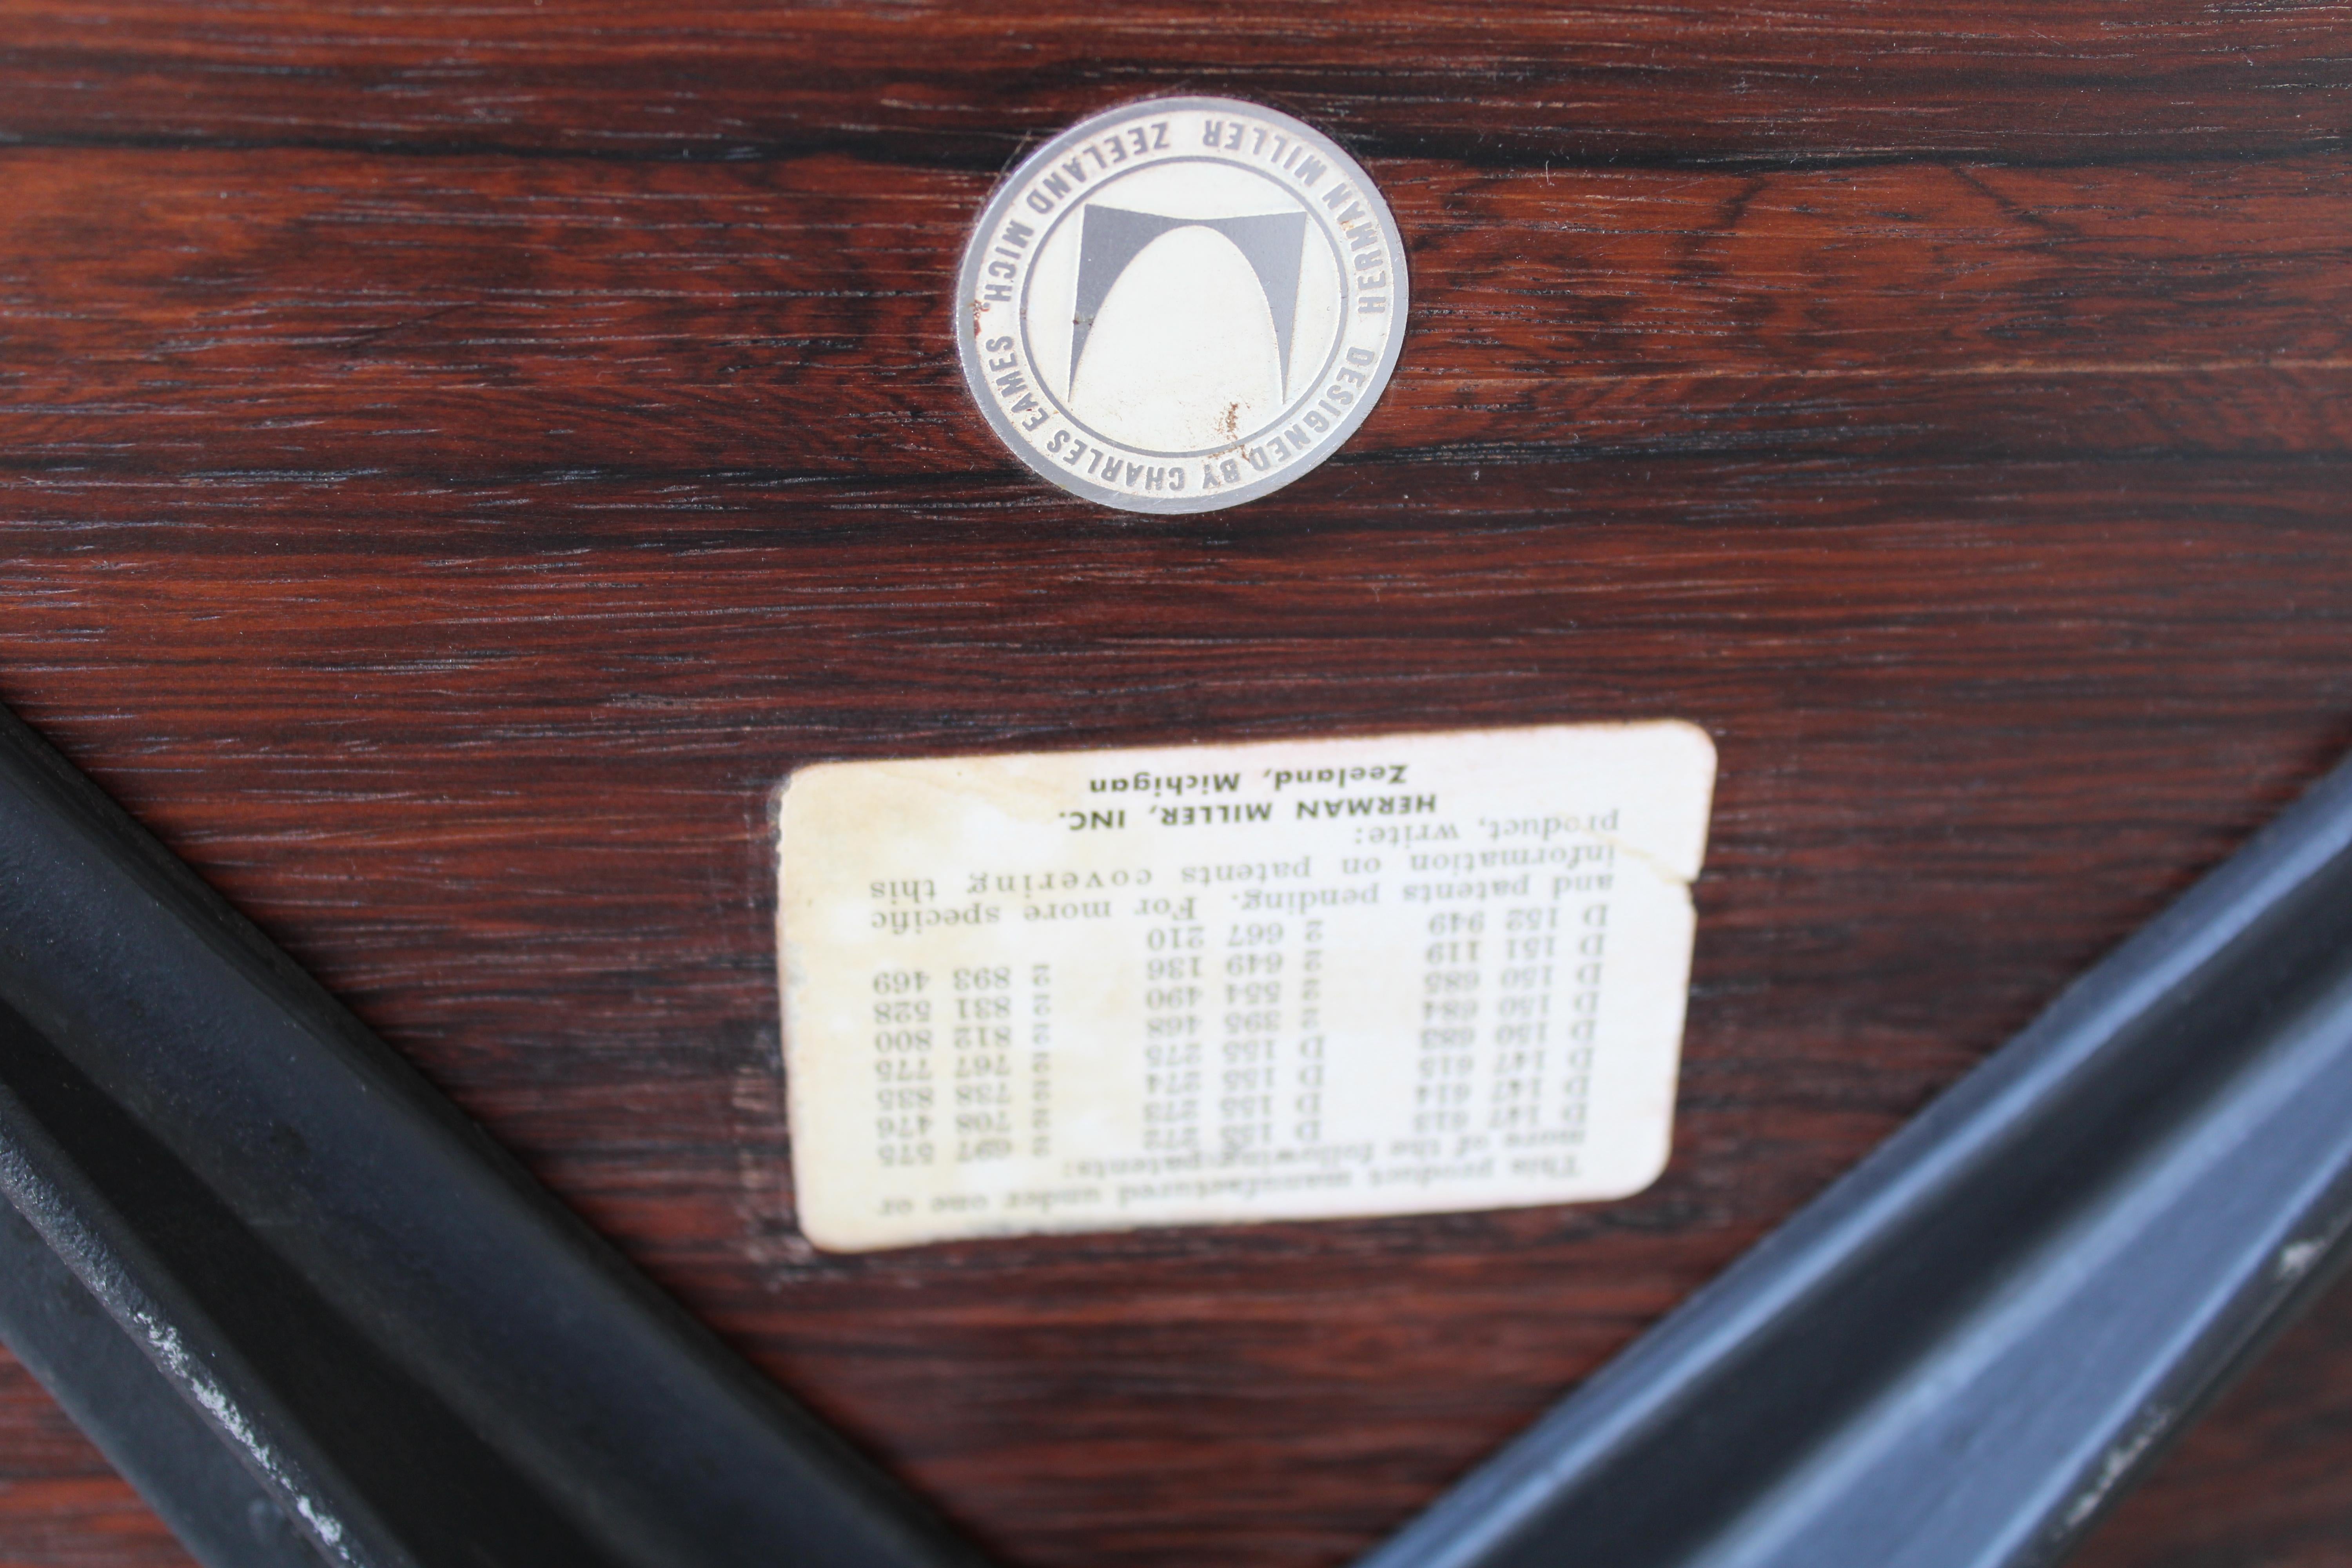 This product manufactured under one or
more of the following patents:
D 147 613 D 155 272 2 697 575
D 147 614 D 155 273 2 708 476
D 147 615 D 155 274 2 738 835
D 150 683 D 155 275 2 767 775
D 150 684 2 395 468 2 812 800
D 150 685 2 554 490 2 831 528
D 151 119 2 649 136 2 893 469
D 152 949 2 667 210
and patents pending. For more specific
information on patents covering this
product, write:
HERMAN MILLER, INC.
Zeeland, Michigan
DESIGNED BY CHARLES EAMES
HERMAN MILLER ZEELAND MICH.